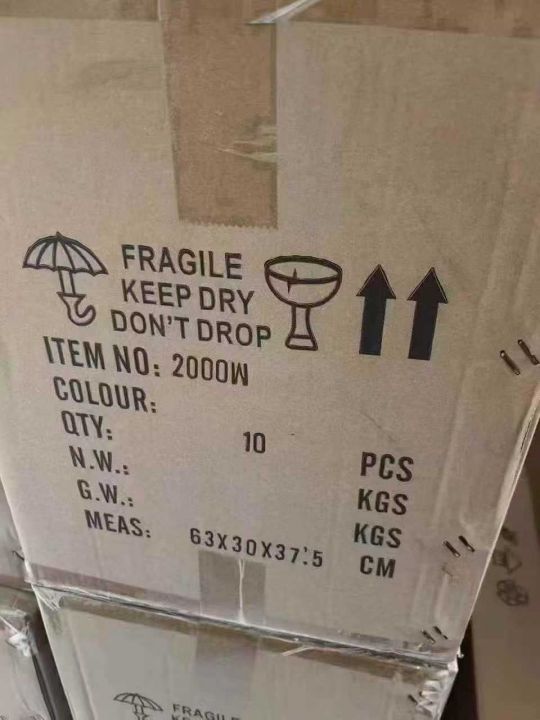 FRAGILE
KEEP DRY
DON'T DROP
ITEM NO: 2000W
COLOUR:
QTY: 10 PCS
N.W.: KGS
G.W.: KGS
MEAS: 63X30X37.5 CM
FRAGILE